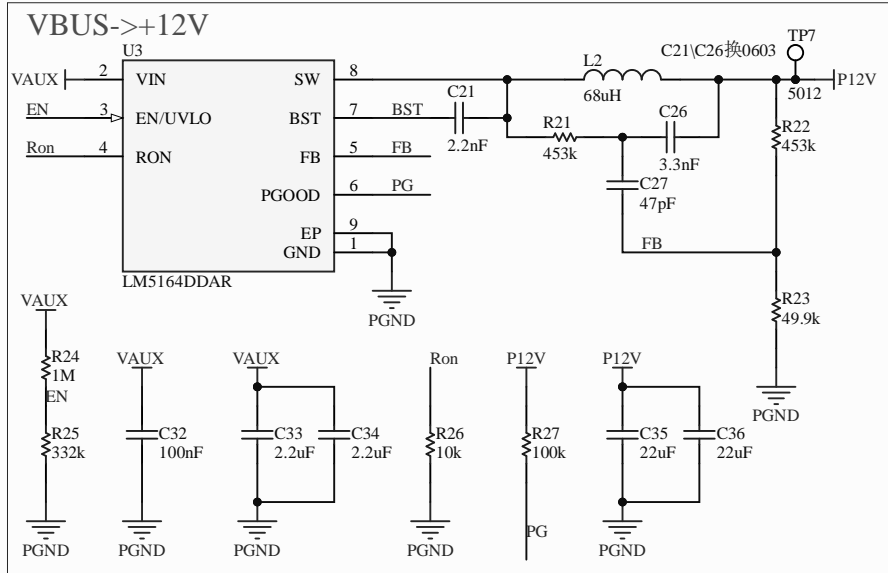 VBUS->+12V
U3
VAUX 2 VIN SW 8
EN 3 EN/UVLO BST 7 BST
Ron 4 RON FB 5 FB
PGOOD 6 PG
EP 9
GND 1
LM5164DDAR
PGND
C21
2.2nF
L2
68uH
C21\C26换0603
TP7
5012
P12V
R21
453k
C26
3.3nF
C27
47pF
FB
R22
453k
R23
49.9k
PGND
VAUX
R24
1M
EN
R25
332k
PGND
VAUX
C32
100nF
PGND
VAUX
C33
2.2uF
C34
2.2uF
PGND
Ron
R26
10k
PGND
P12V
R27
100k
PG
P12V
C35
22uF
C36
22uF
PGND